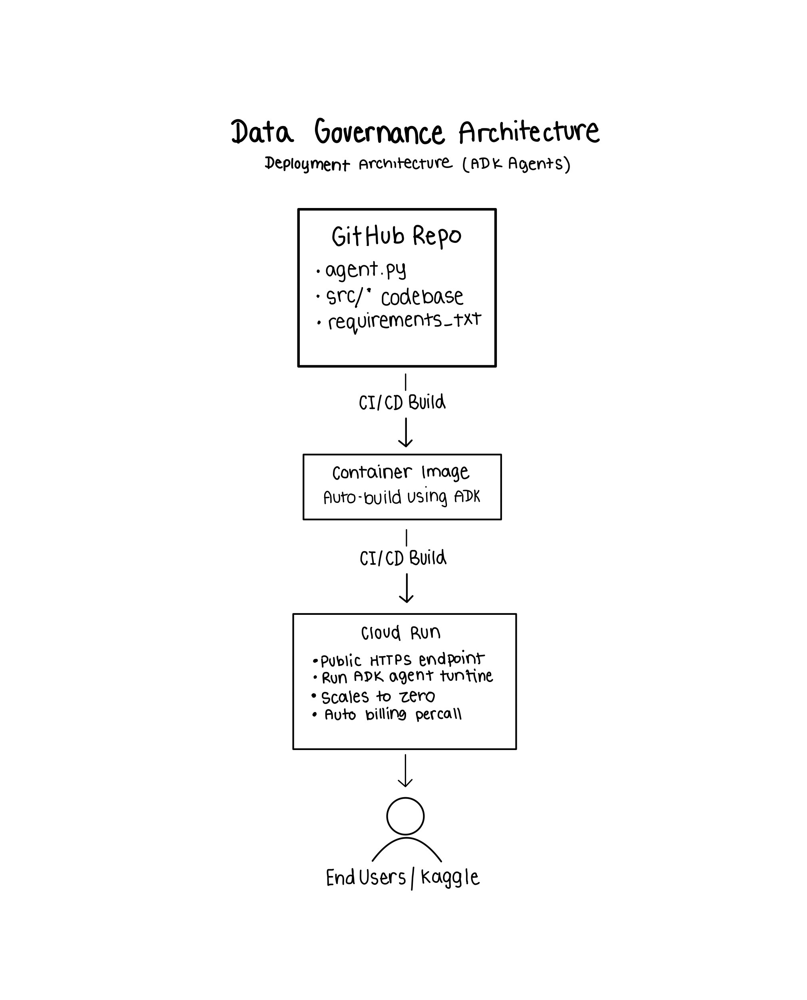 Data Governance Architecture
Deployment Architecture (ADK Agents)
GitHub Repo
• agent.py
• src/* codebase
• requirements_txt
CI/CD Build
Container Image
Auto-build using ADK
CI/CD Build
Cloud Run
• Public HTTPS endpoint
• Run ADK agent tuntine
• Scales to zero
• Auto billing percall
End Users/Kaggle